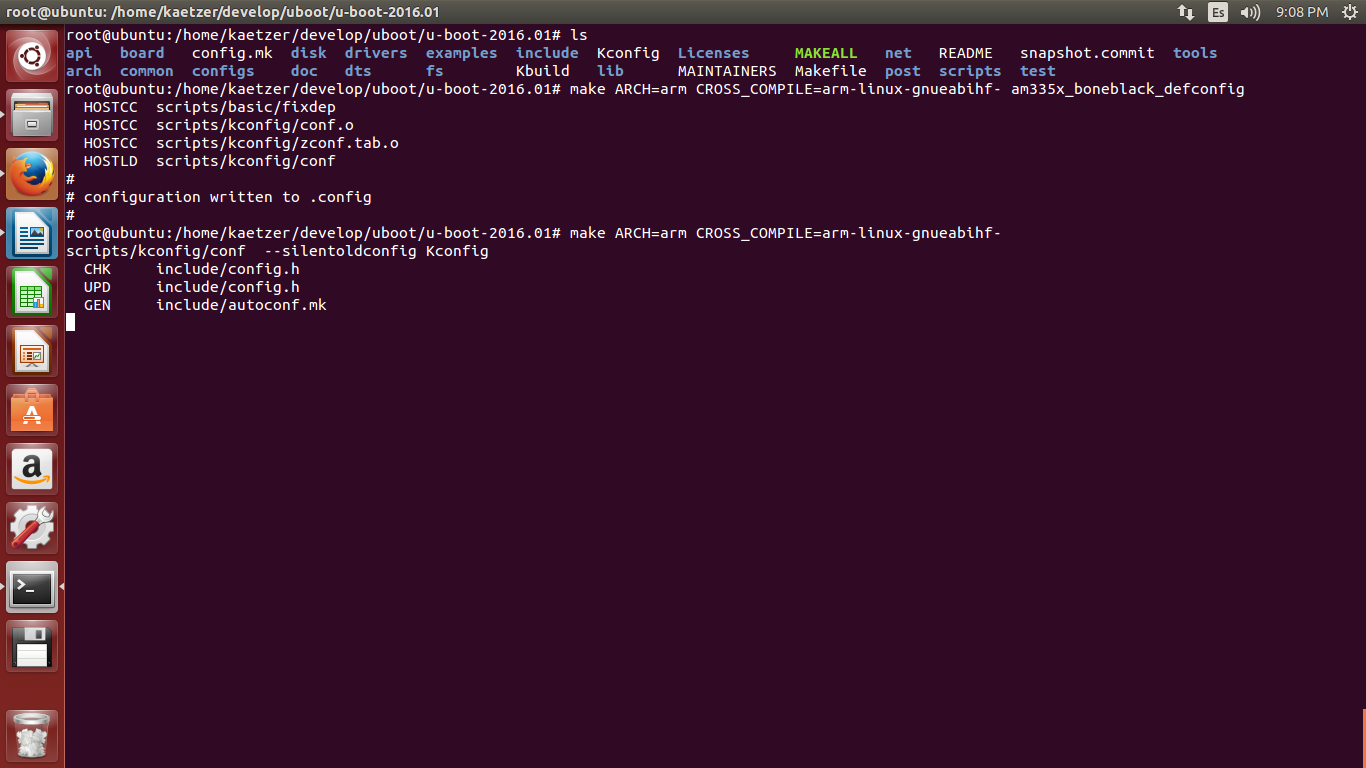 root@ubuntu: /home/kaetzer/develop/uboot/u-boot-2016.01
Es
9:08 PM
root@ubuntu:/home/kaetzer/develop/uboot/u-boot-2016.01# ls
api   board   config.mk  disk  drivers  examples  include  Kconfig  Licenses     MAKEALL   net   README   snapshot.commit  tools
arch  common  configs    doc   dts      fs        Kbuild   lib      MAINTAINERS  Makefile  post  scripts  test
root@ubuntu:/home/kaetzer/develop/uboot/u-boot-2016.01# make ARCH=arm CROSS_COMPILE=arm-linux-gnueabihf- am335x_boneblack_defconfig
  HOSTCC  scripts/basic/fixdep
  HOSTCC  scripts/kconfig/conf.o
  HOSTCC  scripts/kconfig/zconf.tab.o
  HOSTLD  scripts/kconfig/conf
#
# configuration written to .config
#
root@ubuntu:/home/kaetzer/develop/uboot/u-boot-2016.01# make ARCH=arm CROSS_COMPILE=arm-linux-gnueabihf-
scripts/kconfig/conf  --silentoldconfig Kconfig
  CHK     include/config.h
  UPD     include/config.h
  GEN     include/autoconf.mk